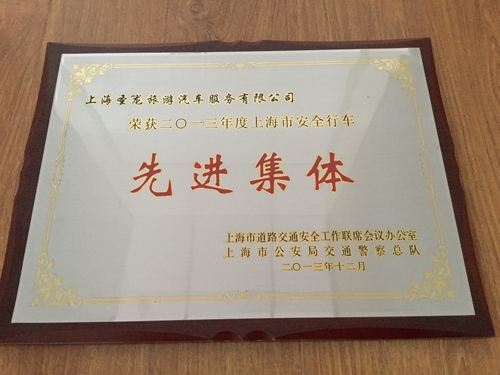 上海圣龙旅游汽车服务有限公司
荣获二〇一三年度上海市安全行车
先进集体
上海市道路交通安全工作联席会议办公室
上海市公安局交通警察总队
二〇一三年十二月